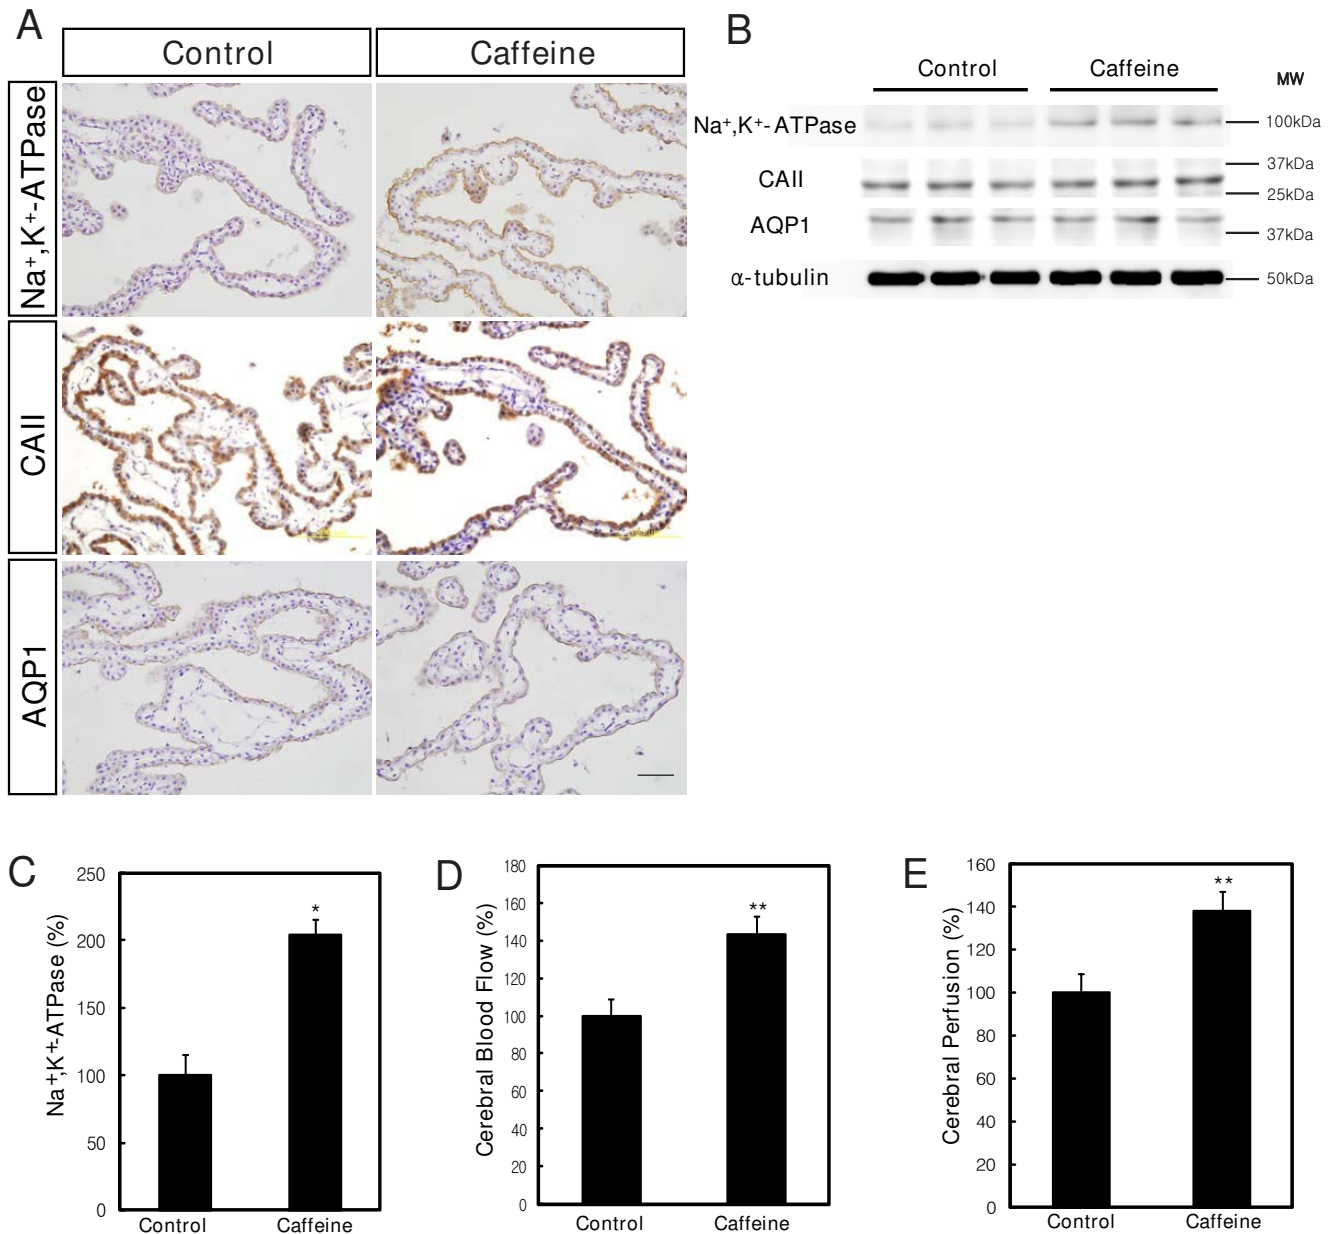 A
Control
Caffeine
Na⁺,K⁺-ATPase
CAII
AQP1
B
Control
Caffeine
MW
Na⁺,K⁺-ATPase
100kDa
CAII
37kDa
25kDa
AQP1
37kDa
α-tubulin
50kDa
C
Na⁺,K⁺-ATPase (%)
250
200
150
100
50
0
*
Control
Caffeine
D
Cerebral Blood Flow (%)
180
160
140
120
100
80
60
40
20
0
**
Control
Caffeine
E
Cerebral Perfusion (%)
160
140
120
100
80
60
40
20
0
**
Control
Caffeine